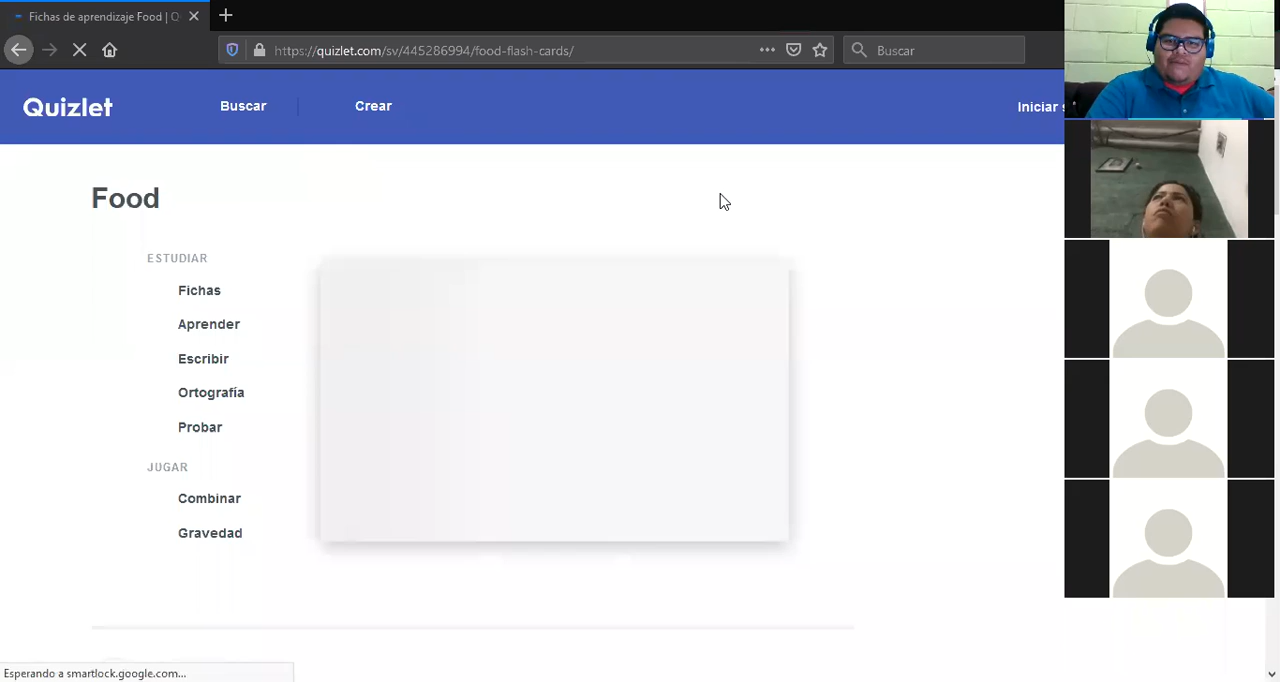 Fichas de aprendizaje Food | Q
https://quizlet.com/sv/445286994/food-flash-cards/
Buscar
Quizlet
Buscar
Crear
Iniciar s
Food
ESTUDIAR
Fichas
Aprender
Escribir
Ortografía
Probar
JUGAR
Combinar
Gravedad
Esperando a smartlock.google.com...